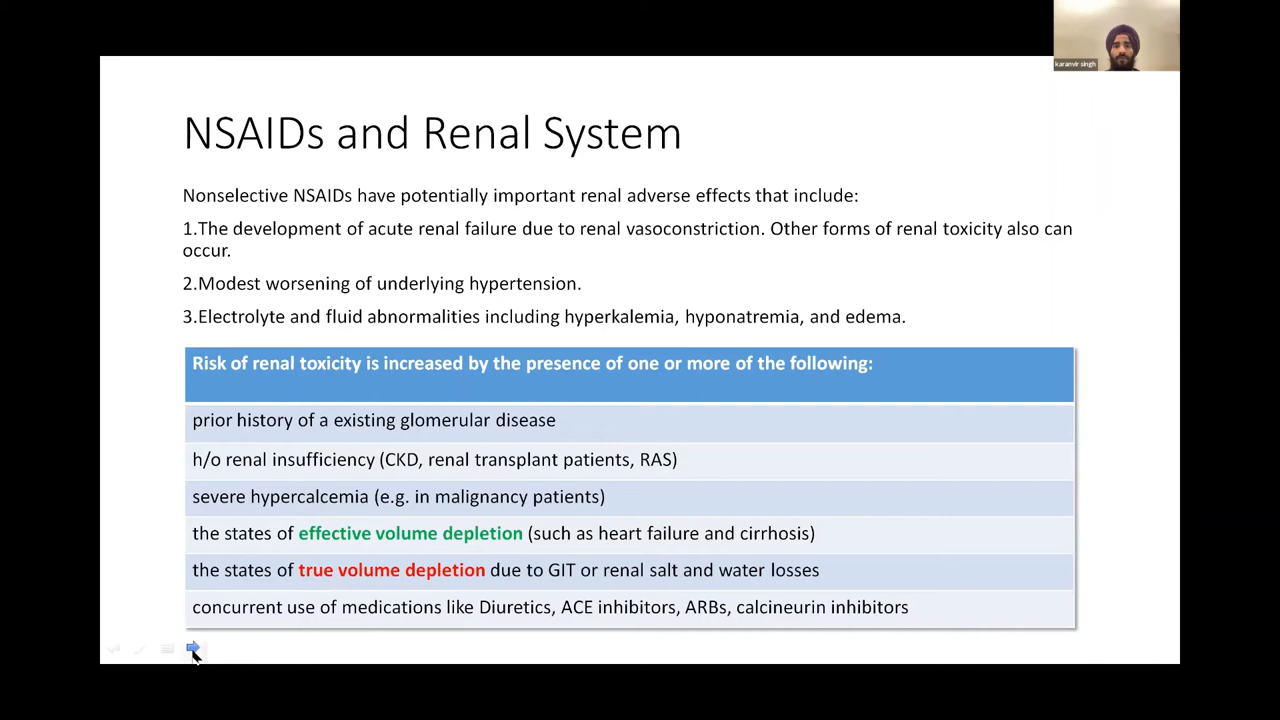 karanvir singh
NSAIDs and Renal System
Nonselective NSAIDs have potentially important renal adverse effects that include:
1.The development of acute renal failure due to renal vasoconstriction. Other forms of renal toxicity also can
occur.
2.Modest worsening of underlying hypertension.
3.Electrolyte and fluid abnormalities including hyperkalemia, hyponatremia, and edema.
Risk of renal toxicity is increased by the presence of one or more of the following:
prior history of a existing glomerular disease
h/o renal insufficiency (CKD, renal transplant patients, RAS)
severe hypercalcemia (e.g. in malignancy patients)
the states of effective volume depletion (such as heart failure and cirrhosis)
the states of true volume depletion due to GIT or renal salt and water losses
concurrent use of medications like Diuretics, ACE inhibitors, ARBs, calcineurin inhibitors